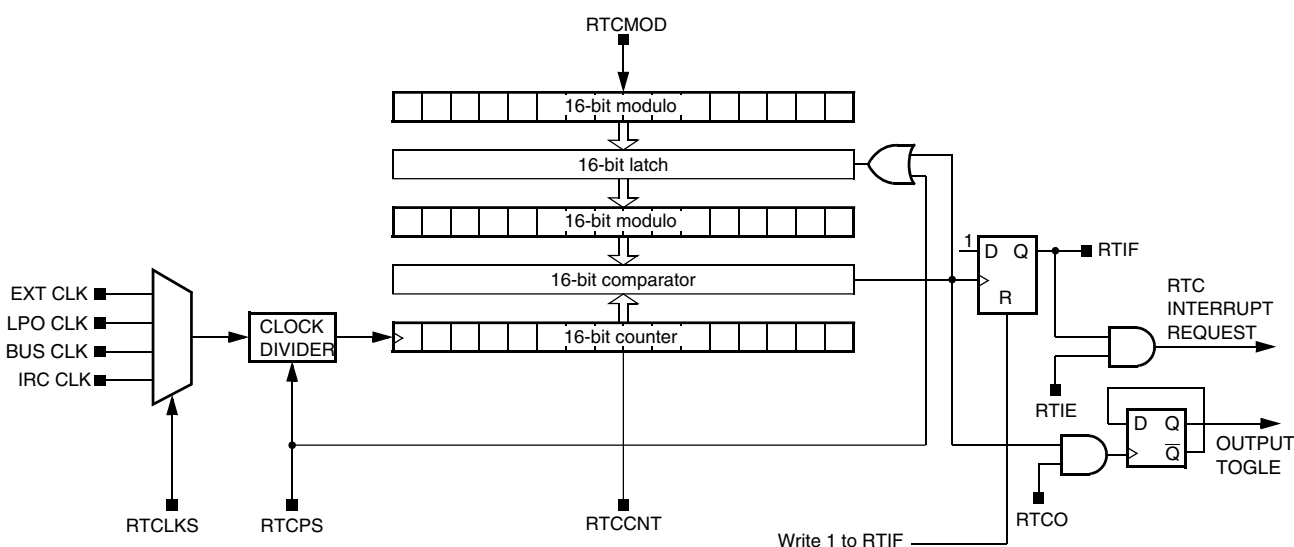 RTCMOD
16-bit modulo
16-bit latch
16-bit modulo
16-bit comparator
16-bit counter
EXT CLK
LPO CLK
BUS CLK
IRC CLK
CLOCK
DIVIDER
1
D Q
R
RTIF
RTC
INTERRUPT
REQUEST
RTIE
D Q
Q
OUTPUT
TOGLE
RTCO
RTCLKS
RTCPS
RTCCNT
Write 1 to RTIF